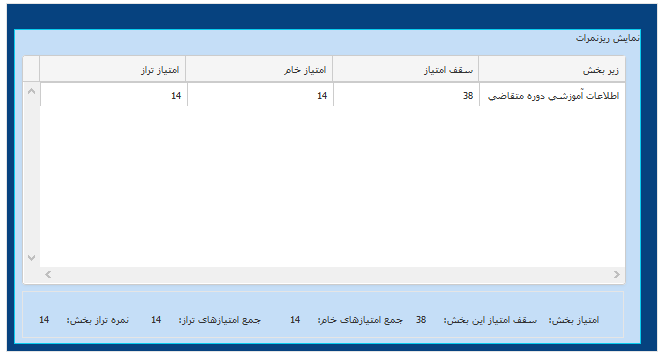 نمایش ریزنمرات
زیر بخش سقف امتیاز امتیاز خام امتیاز تراز
اطلاعات آموزشی دوره متقاضی 38 14 14
امتیاز بخش: سقف امتیاز این بخش: 38 جمع امتیازهای خام: 14 جمع امتیازهای تراز: 14 نمره تراز بخش: 14